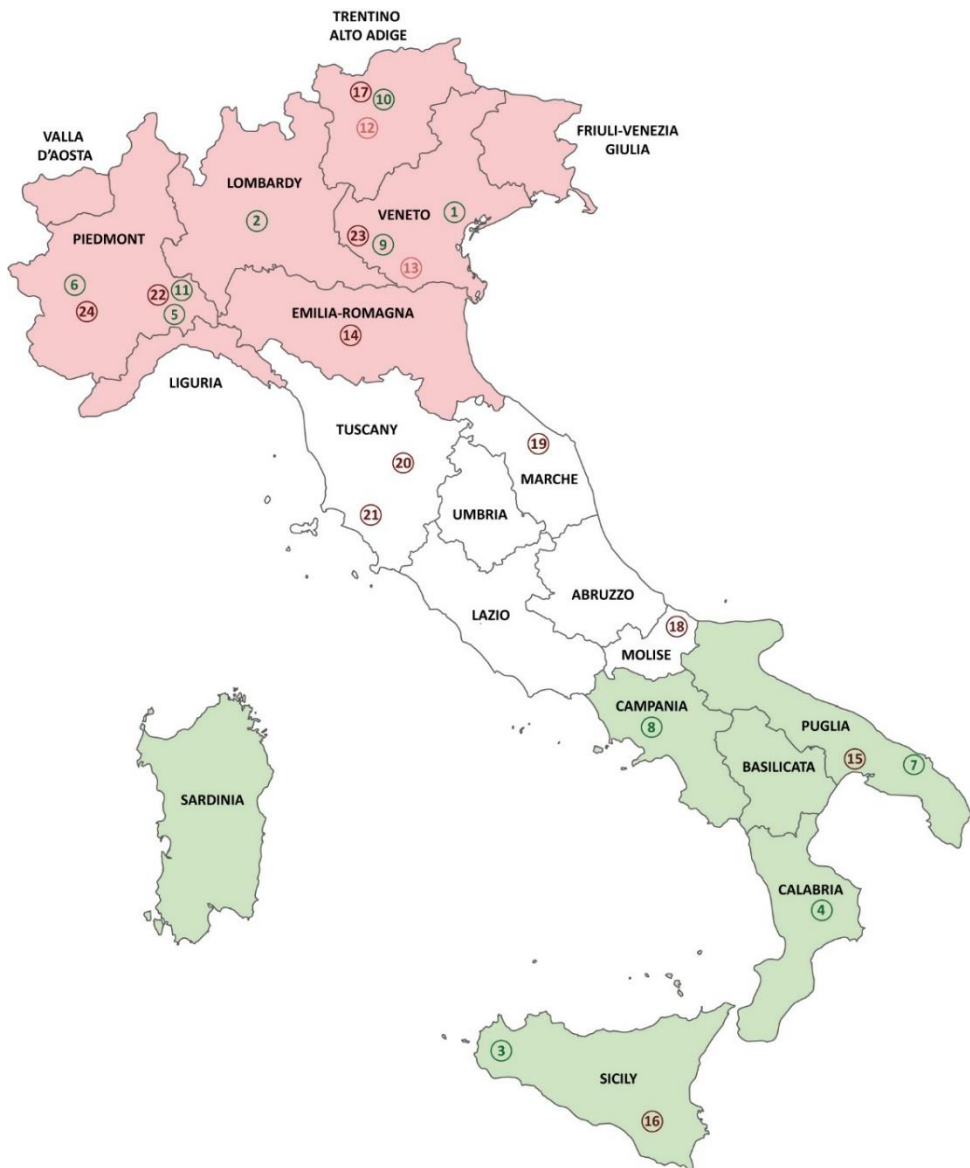 TRENTINO
ALTO ADIGE
17
10
12
VALLA
D'AOSTA
FRIULI-VENEZIA
GIULIA
LOMBARDY
2
VENETO
1
23
9
13
PIEDMONT
6
24
22
11
5
EMILIA-ROMAGNA
14
LIGURIA
TUSCANY
20
21
19
MARCHE
UMBRIA
ABRUZZO
LAZIO
18
MOLISE
CAMPANIA
8
PUGLIA
15
7
BASILICATA
SARDINIA
CALABRIA
4
3
SICILY
16